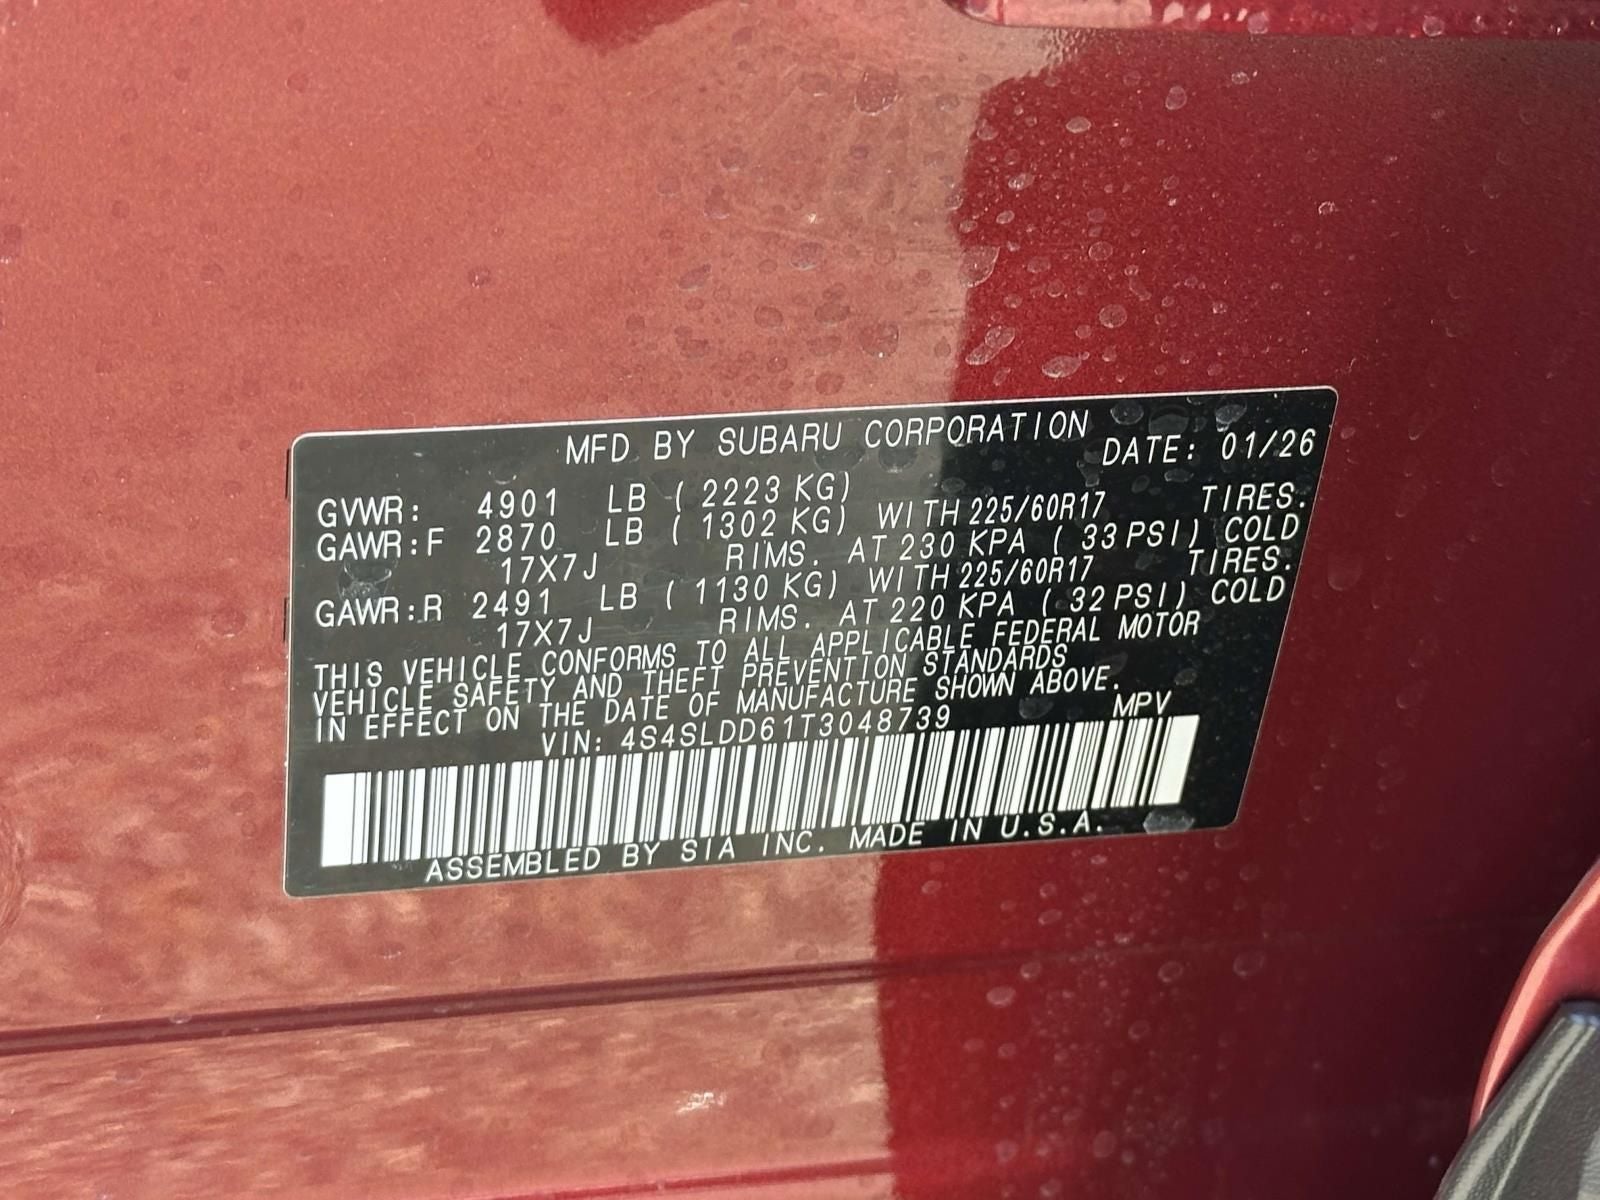 MFD BY SUBARU CORPORATION DATE: 01/26
GVWR: 4901 LB ( 2223 KG)
GAWR:F 2870 LB ( 1302 KG) WITH 225/60R17 TIRES.
17X7J RIMS. AT 230 KPA ( 33 PSI) COLD
GAWR:R 2491 LB ( 1130 KG) WITH 225/60R17 TIRES.
17X7J RIMS. AT 220 KPA ( 32 PSI) COLD
THIS VEHICLE CONFORMS TO ALL APPLICABLE FEDERAL MOTOR
VEHICLE SAFETY AND THEFT PREVENTION STANDARDS
IN EFFECT ON THE DATE OF MANUFACTURE SHOWN ABOVE.
VIN: 4S4SLDD61T3048739 MPV
ASSEMBLED BY SIA INC. MADE IN U.S.A.